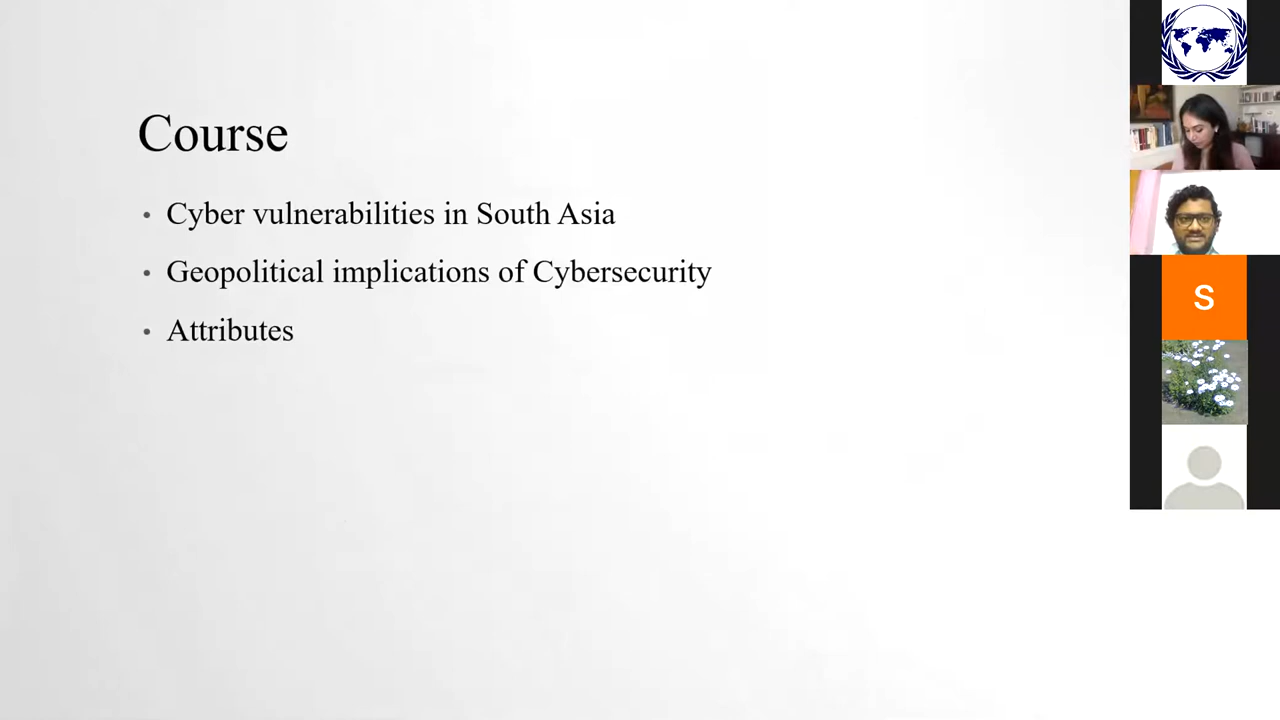 Course
• Cyber vulnerabilities in South Asia
• Geopolitical implications of Cybersecurity
• Attributes
S